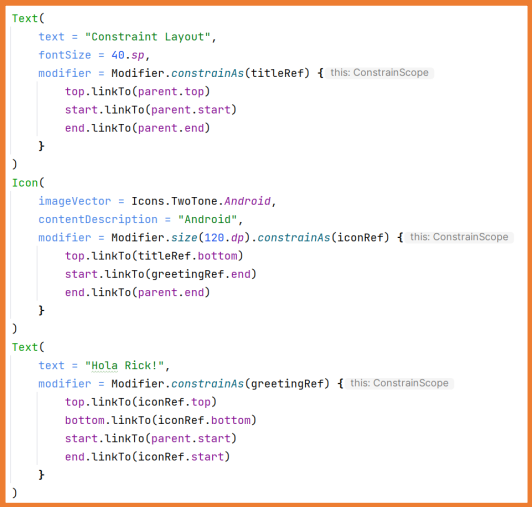 Text(
    text = "Constraint Layout",
    fontSize = 40.sp,
    modifier = Modifier.constrainAs(titleRef) { this: ConstrainScope
        top.linkTo(parent.top)
        start.linkTo(parent.start)
        end.linkTo(parent.end)
    }
)
Icon(
    imageVector = Icons.TwoTone.Android,
    contentDescription = "Android",
    modifier = Modifier.size(120.dp).constrainAs(iconRef) { this: ConstrainScope
        top.linkTo(titleRef.bottom)
        start.linkTo(greetingRef.end)
        end.linkTo(parent.end)
    }
)
Text(
    text = "Hola Rick!",
    modifier = Modifier.constrainAs(greetingRef) { this: ConstrainScope
        top.linkTo(iconRef.top)
        bottom.linkTo(iconRef.bottom)
        start.linkTo(parent.start)
        end.linkTo(iconRef.start)
    }
)